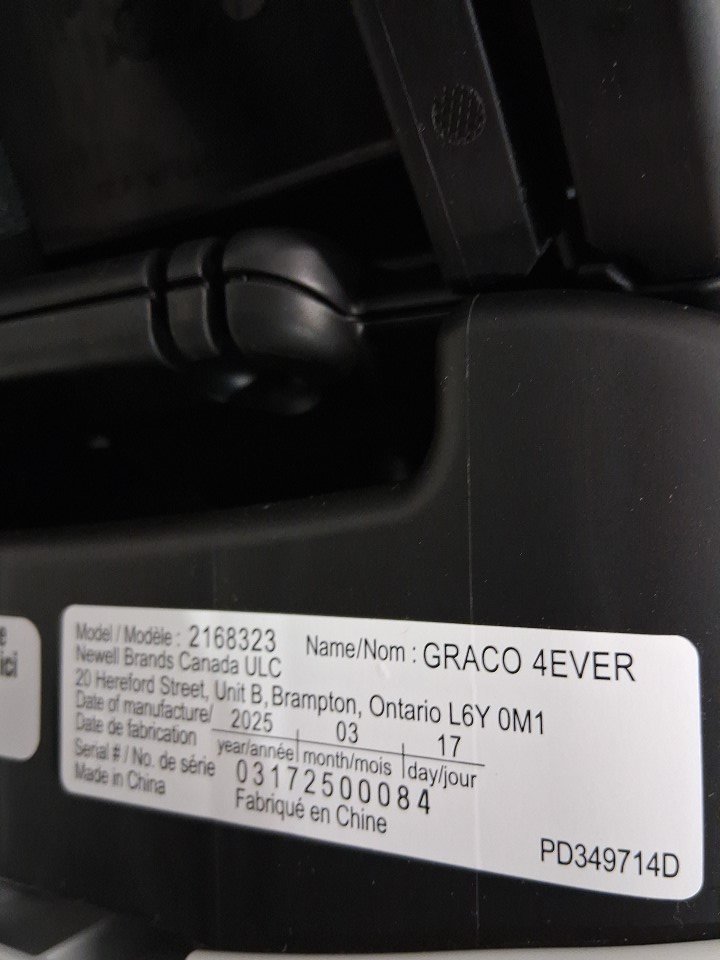 e
ici
Model / Modèle : 2168323 Name/Nom : GRACO 4EVER
Newell Brands Canada ULC
20 Hereford Street, Unit B, Brampton, Ontario L6Y 0M1
Date of manufacture/ 2025 03 17
Date de fabrication year/année month/mois day/jour
Serial # / No. de série 03172500084
Made in China Fabriqué en Chine
PD349714D